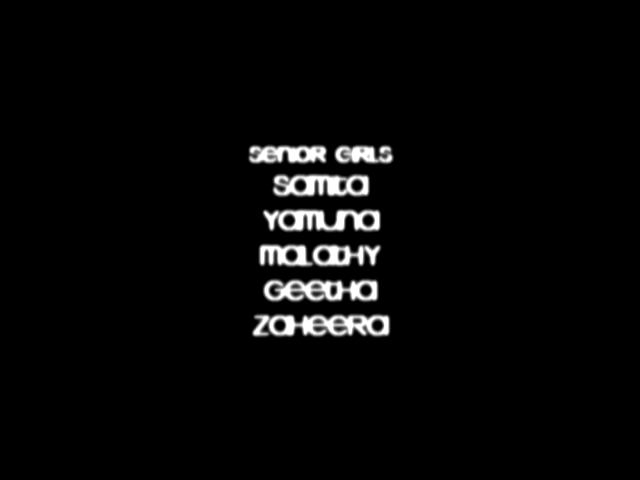 SENIOR GIRLS
SAMITA
YAMUNA
MALATHY
GEETHA
ZAHEERA